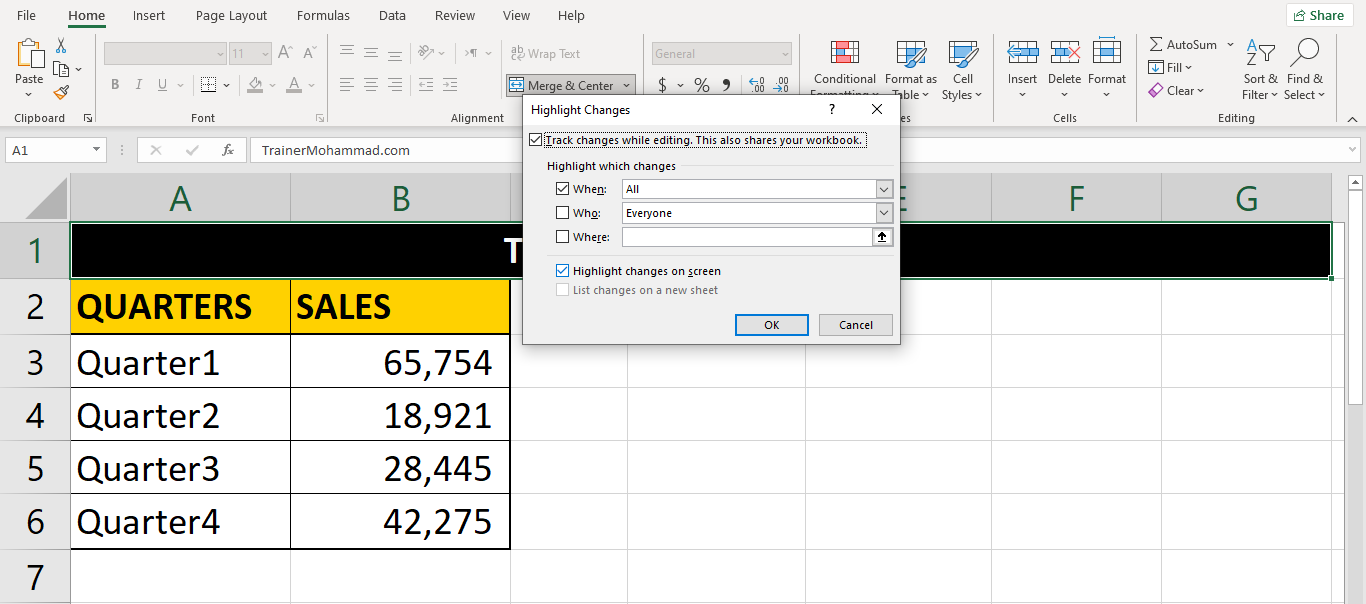 File Home Insert Page Layout Formulas Data Review View Help Share
11 A^ Aˇ ab Wrap Text General AutoSum
Paste B I U A Merge & Center $ % , Conditional Formatting Format as Table Cell Styles Insert Delete Format Fill Sort & Filter Find & Select
Clear
Clipboard Font Alignment Cells Editing
A1 fx TrainerMohammad.com
Highlight Changes ?
Track changes while editing. This also shares your workbook.
Highlight which changes
When: All
Who: Everyone
Where:
Highlight changes on screen
List changes on a new sheet
OK Cancel
A B F G
1 T
2 QUARTERS SALES
3 Quarter1 65,754
4 Quarter2 18,921
5 Quarter3 28,445
6 Quarter4 42,275
7